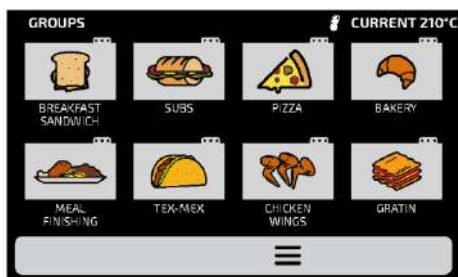 GROUPS
CURRENT 210°C
BREAKFAST
SANDWICH
SUBS
PIZZA
BAKERY
MEAL
FINISHING
TEX-MEX
CHICKEN
WINGS
GRATIN